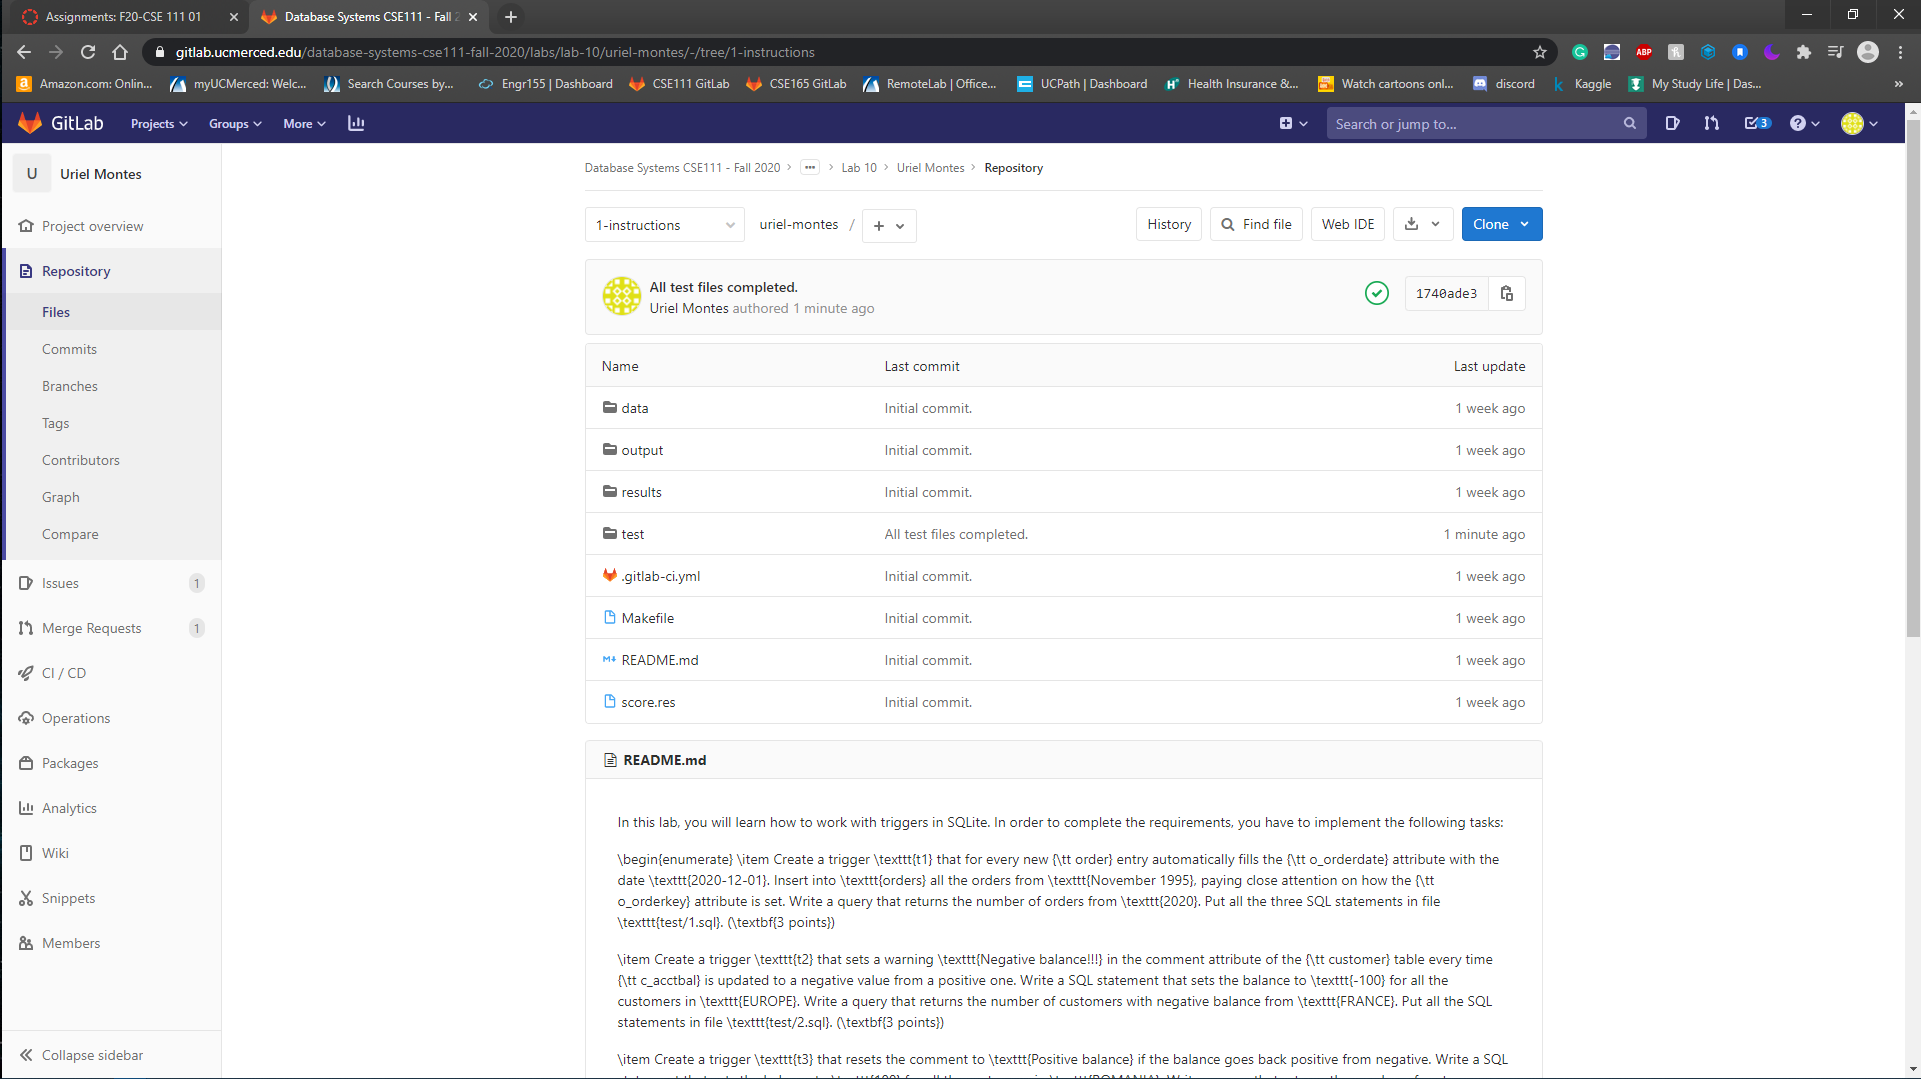 Assignments: F20-CSE 111 01
Database Systems CSE111 - Fall 2
gitlab.ucmerced.edu/database-systems-cse111-fall-2020/labs/lab-10/uriel-montes/-/tree/1-instructions
ABP
Amazon.com: Onlin... myUCMerced: Welc... Search Courses by... Engr155 | Dashboard CSE111 GitLab CSE165 GitLab RemoteLab | Office... UCPath | Dashboard Health Insurance &... Watch cartoons onl... discord Kaggle My Study Life | Das... »
GitLab Projects Groups More Search or jump to... 3
U Uriel Montes
Project overview
Repository
Files
Commits
Branches
Tags
Contributors
Graph
Compare
Issues 1
Merge Requests 1
CI / CD
Operations
Packages
Analytics
Wiki
Snippets
Members
Collapse sidebar
Database Systems CSE111 - Fall 2020 › ... › Lab 10 › Uriel Montes › Repository
1-instructions uriel-montes / + History Find file Web IDE Clone
All test files completed.
Uriel Montes authored 1 minute ago
1740ade3
Name Last commit Last update
data Initial commit. 1 week ago
output Initial commit. 1 week ago
results Initial commit. 1 week ago
test All test files completed. 1 minute ago
.gitlab-ci.yml Initial commit. 1 week ago
Makefile Initial commit. 1 week ago
README.md Initial commit. 1 week ago
score.res Initial commit. 1 week ago
README.md
In this lab, you will learn how to work with triggers in SQLite. In order to complete the requirements, you have to implement the following tasks:
\begin{enumerate} \item Create a trigger \texttt{t1} that for every new {\tt order} entry automatically fills the {\tt o_orderdate} attribute with the
date \texttt{2020-12-01}. Insert into \texttt{orders} all the orders from \texttt{November 1995}, paying close attention on how the {\tt
o_orderkey} attribute is set. Write a query that returns the number of orders from \texttt{2020}. Put all the three SQL statements in file
\texttt{test/1.sql}. (\textbf{3 points})
\item Create a trigger \texttt{t2} that sets a warning \texttt{Negative balance!!!} in the comment attribute of the {\tt customer} table every time
{\tt c_acctbal} is updated to a negative value from a positive one. Write a SQL statement that sets the balance to \texttt{-100} for all the
customers in \texttt{EUROPE}. Write a query that returns the number of customers with negative balance from \texttt{FRANCE}. Put all the SQL
statements in file \texttt{test/2.sql}. (\textbf{3 points})
\item Create a trigger \texttt{t3} that resets the comment to \texttt{Positive balance} if the balance goes back positive from negative. Write a SQL